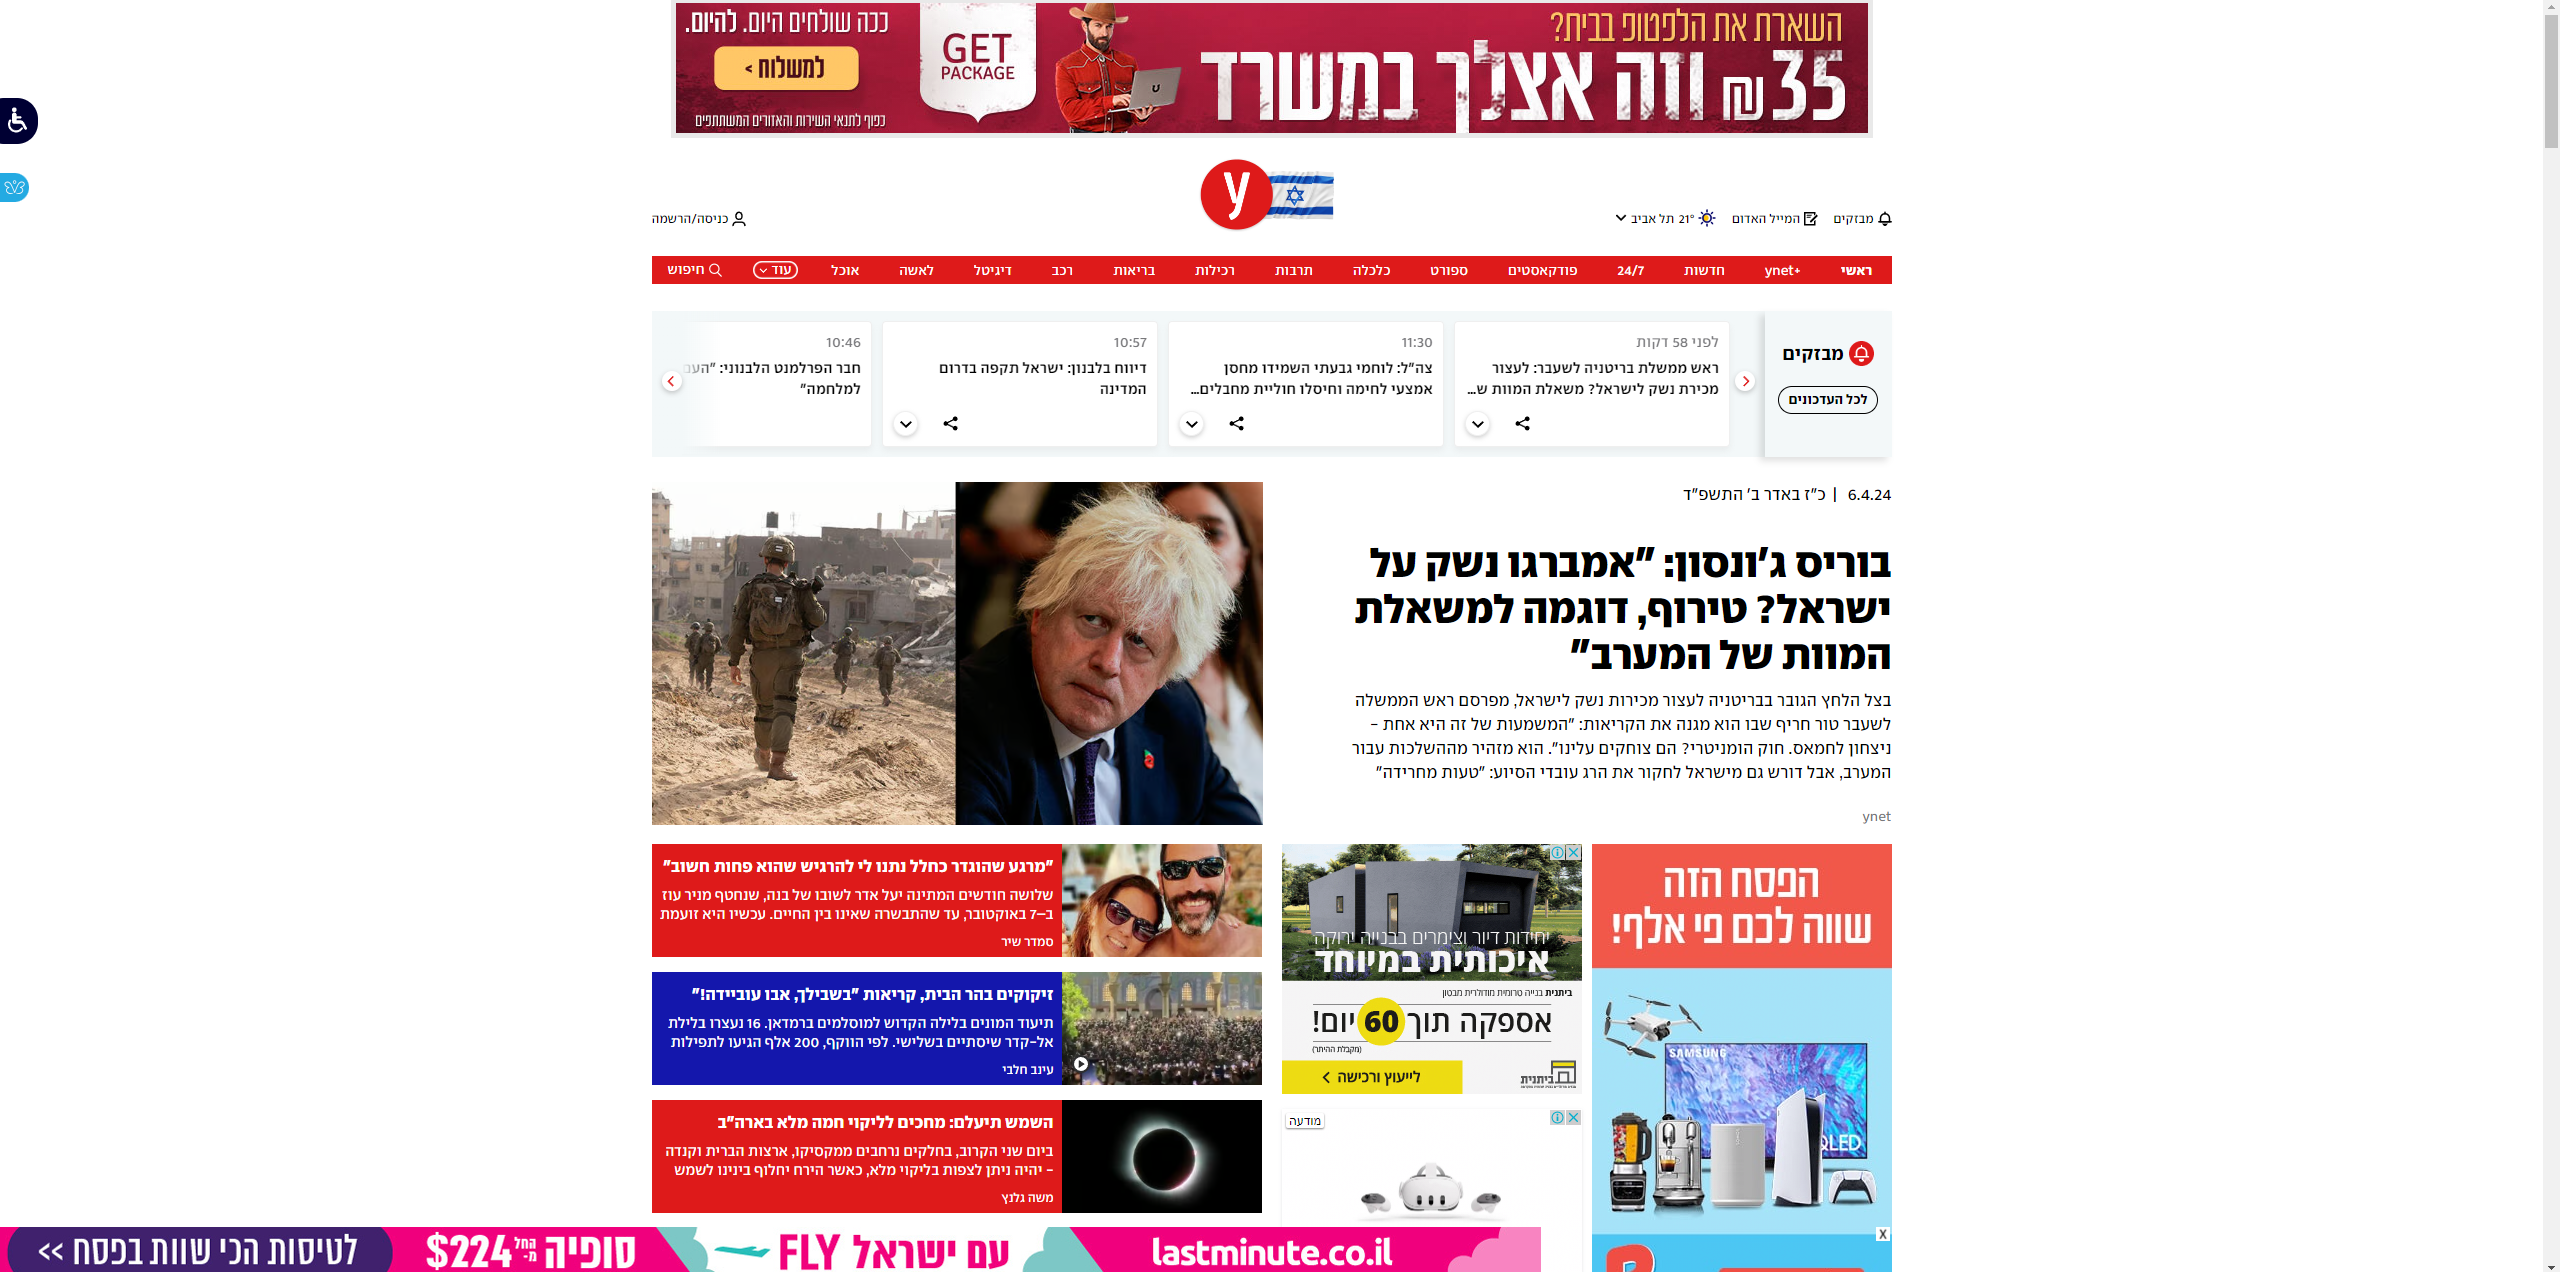 השארת את הלפטופ בבית?
35 ₪ וזה אצלך במשרד
GET
PACKAGE
ככה שולחים היום. להיום.
למשלוח >
כפוף לתנאי השירות והאזורים המשתתפים
y
מבזקים
המייל האדום
21° תל אביב
כניסה/הרשמה
ראשי
ynet+
חדשות
24/7
פודקאסטים
ספורט
כלכלה
תרבות
רכילות
בריאות
רכב
דיגיטל
לאשה
אוכל
עוד
חיפוש
מבזקים
לכל העדכונים
לפני 58 דקות
ראש ממשלת בריטניה לשעבר: לעצור
מכירת נשק לישראל? משאלת המוות ש...
11:30
צה"ל: לוחמי גבעתי השמידו מחסן
אמצעי לחימה וחיסלו חוליית מחבלים...
10:57
דיווח בלבנון: ישראל תקפה בדרום
המדינה
10:46
חבר הפרלמנט הלבנוני: "העם
למלחמה"
6.4.24 | כ"ז באדר ב' התשפ"ד
בוריס ג'ונסון: "אמברגו נשק על
ישראל? טירוף, דוגמה למשאלת
המוות של המערב"
בצל הלחץ הגובר בבריטניה לעצור מכירות נשק לישראל, מפרסם ראש הממשלה
לשעבר טור חריף שבו הוא מגנה את הקריאות: "המשמעות של זה היא אחת -
ניצחון לחמאס. חוק הומניטרי? הם צוחקים עלינו". הוא מזהיר מההשלכות עבור
המערב, אבל דורש גם מישראל לחקור את הרג עובדי הסיוע: "טעות מחרידה"
ynet
הפסח הזה
שווה לכם פי אלף!
SAMSUNG
QLED
X
יחידות דיור וצימרים בבנייה ירוקה
איכותית במיוחד
ביתנית בנייה טרומית מודולרית מבטון
אספקה תוך 60 יום!
(מקבלת ההיתר)
לייעוץ ורכישה >
ביתנית
מודעה
"מרגע שהוגדר כחלל נתנו לי להרגיש שהוא פחות חשוב"
שלושה חודשים המתינה יעל אדר לשובו של בנה, שנחטף מניר עוז
ב-7 באוקטובר, עד שהתבשרה שאינו בין החיים. עכשיו היא זועמת
סמדר שיר
זיקוקים בהר הבית, קריאות "בשבילך, אבו עוביידה!"
תיעוד המונים בלילה הקדוש למוסלמים ברמדאן. 16 נעצרו בלילת
אל-קדר שיסתיים בשלישי. לפי הווקף, 200 אלף הגיעו לתפילות
עינב חלבי
השמש תיעלם: מחכים לליקוי חמה מלא בארה"ב
ביום שני הקרוב, בחלקים נרחבים ממקסיקו, ארצות הברית וקנדה
- יהיה ניתן לצפות בליקוי מלא, כאשר הירח יחלוף בינינו לשמש
משה גלנץ
lastminute.co.il
עם ישראל FLY
סופיה החל מ- $224
לטיסות הכי שוות בפסח >>